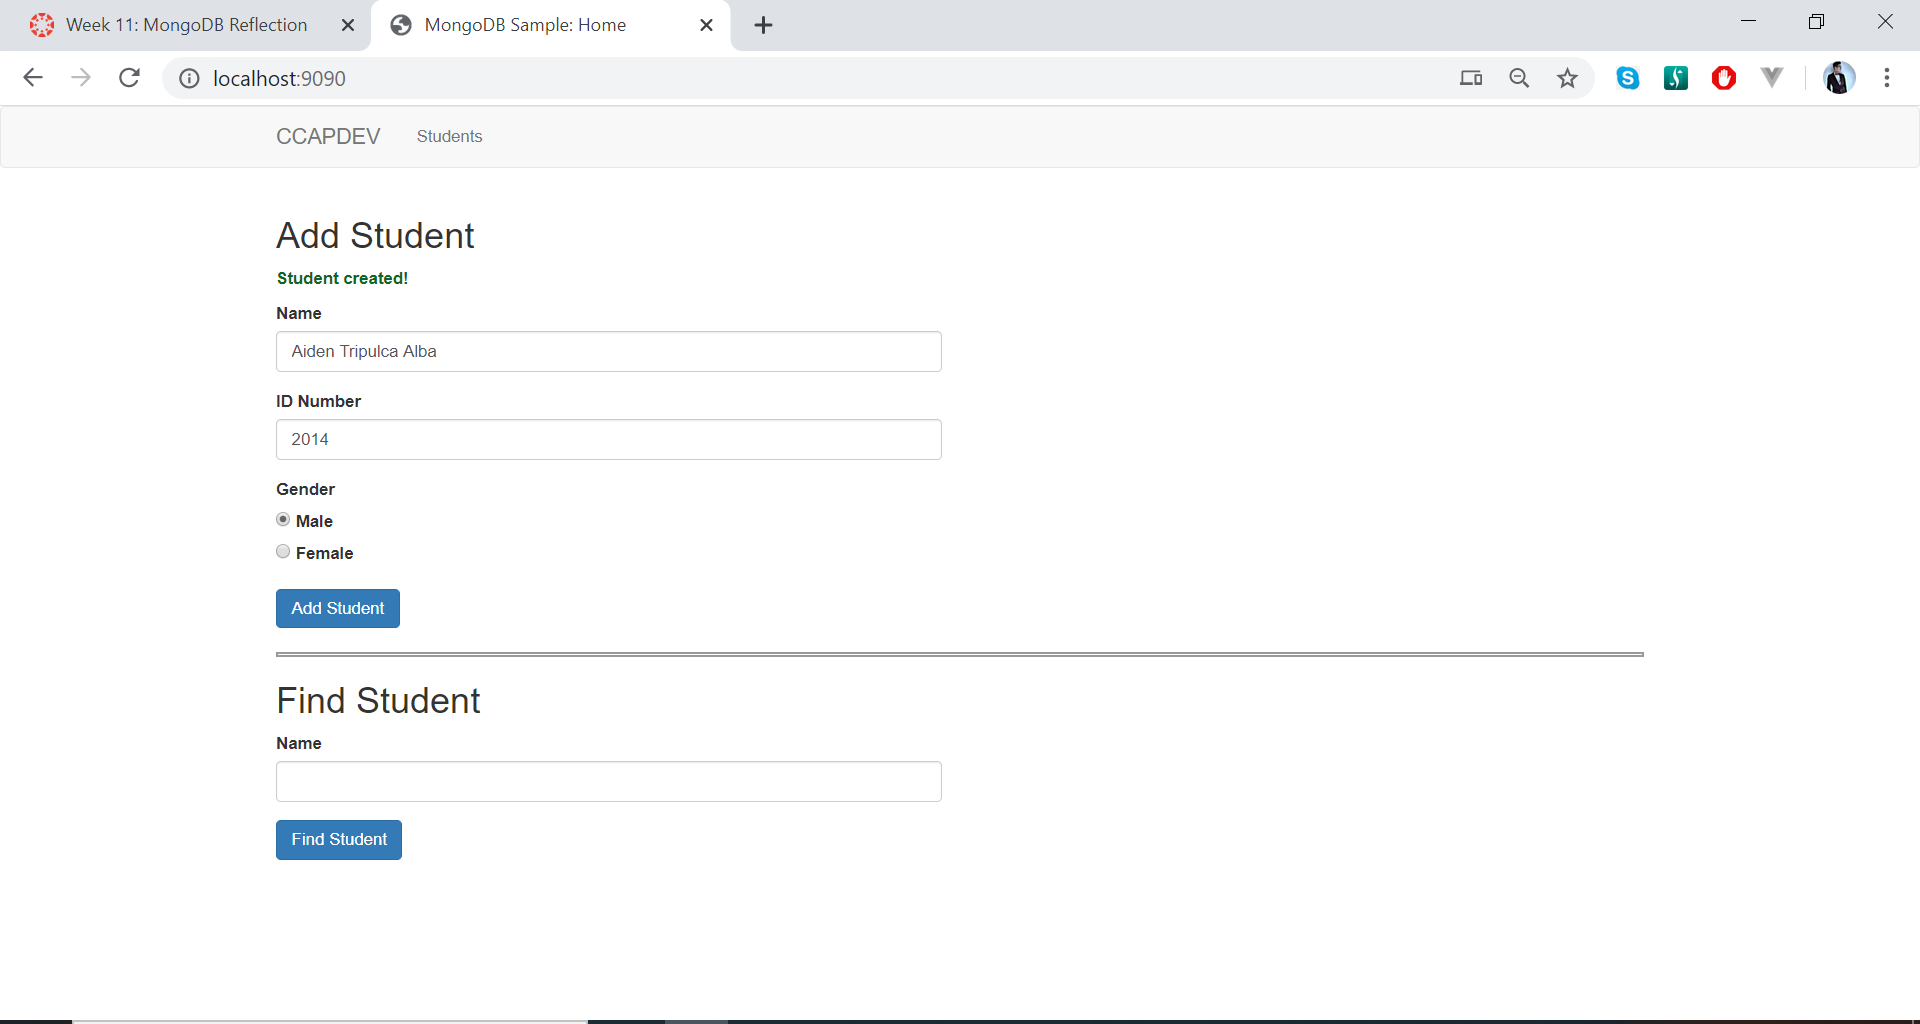 Week 11: MongoDB Reflection
MongoDB Sample: Home
localhost:9090
CCAPDEV
Students
Add Student
Student created!
Name
Aiden Tripulca Alba
ID Number
2014
Gender
Male
Female
Add Student
Find Student
Name
Find Student